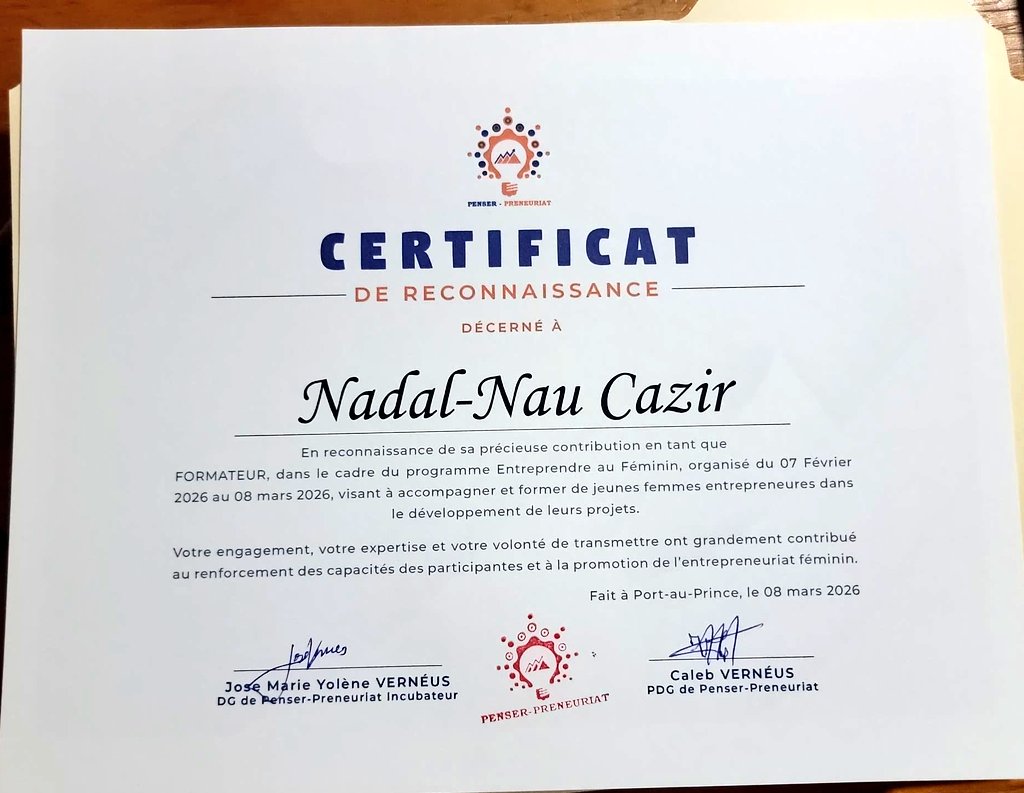 PENSER - PRENEURIAT
CERTIFICAT
DE RECONNAISSANCE
DÉCERNÉ À
Nadal-Nau Cazir
En reconnaissance de sa précieuse contribution en tant que
FORMATEUR, dans le cadre du programme Entreprendre au Féminin, organisé du 07 Février
2026 au 08 mars 2026, visant à accompagner et former de jeunes femmes entrepreneures dans
le développement de leurs projets.
Votre engagement, votre expertise et votre volonté de transmettre ont grandement contribué
au renforcement des capacités des participantes et à la promotion de l'entrepreneuriat féminin.
Fait à Port-au-Prince, le 08 mars 2026
Jose Marie Yolène VERNÉUS
DG de Penser-Preneuriat Incubateur
PENSER-PRENEURIAT
Caleb VERNÉUS
PDG de Penser-Preneuriat